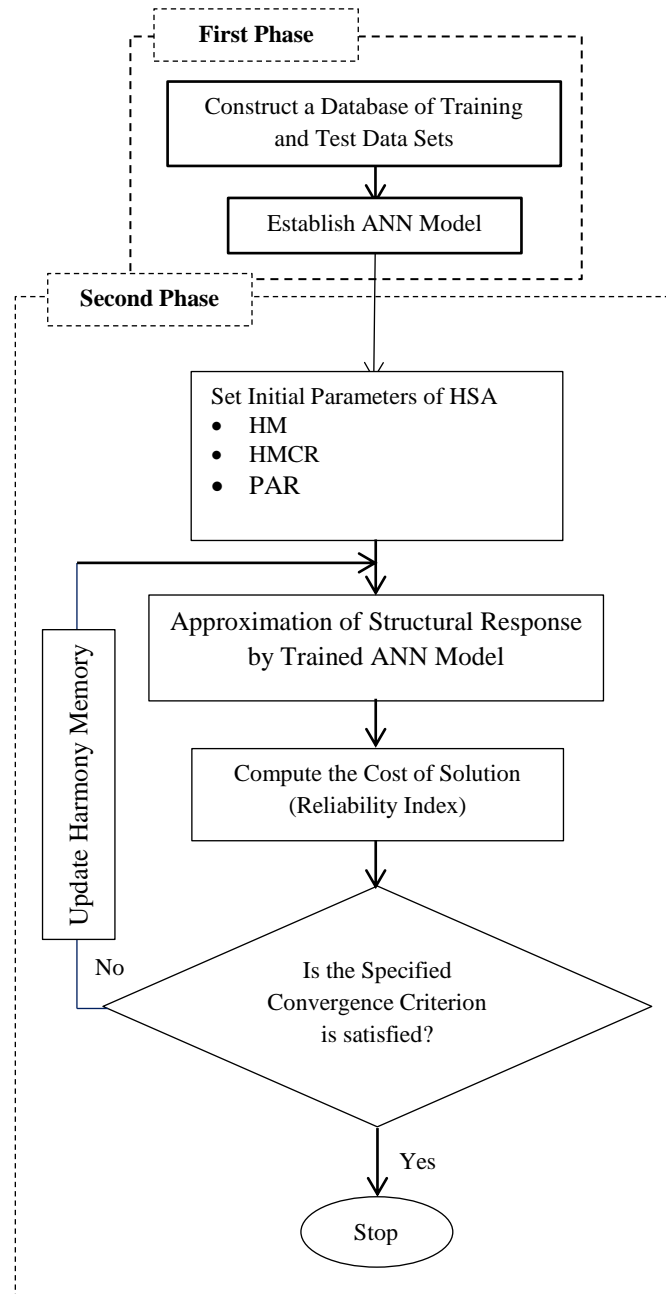 First Phase
Construct a Database of Training
and Test Data Sets
Establish ANN Model
Second Phase
Set Initial Parameters of HSA
• HM
• HMCR
• PAR
Approximation of Structural Response
by Trained ANN Model
Update Harmony Memory
Compute the Cost of Solution
(Reliability Index)
No
Is the Specified
Convergence Criterion
is satisfied?
Yes
Stop